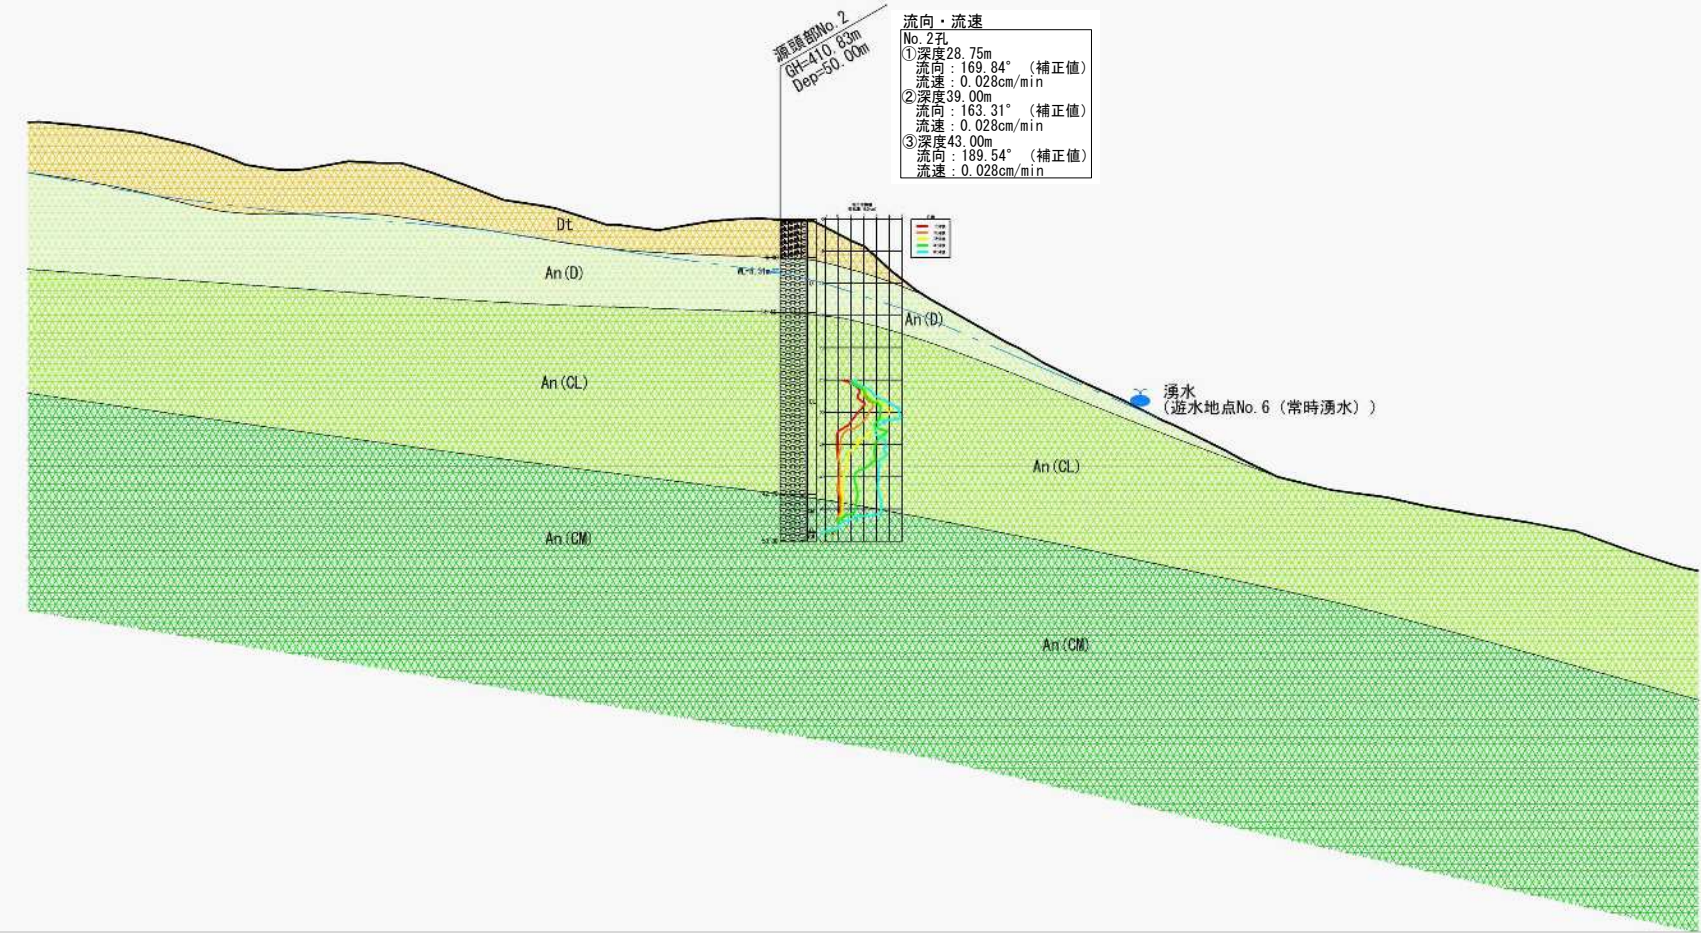 源頭部No.2
GH=410.83m
Dep=50.00m
流向・流速
No.2孔
①深度28.75m
流向：169.84°（補正値）
流速：0.028cm/min
②深度39.00m
流向：163.31°（補正値）
流速：0.028cm/min
③深度43.00m
流向：189.54°（補正値）
流速：0.028cm/min
Dt
An(D)
An(D)
An(CL)
湧水
(遊水地点No.6（常時湧水）)
An(CL)
An(CM)
An(CM)